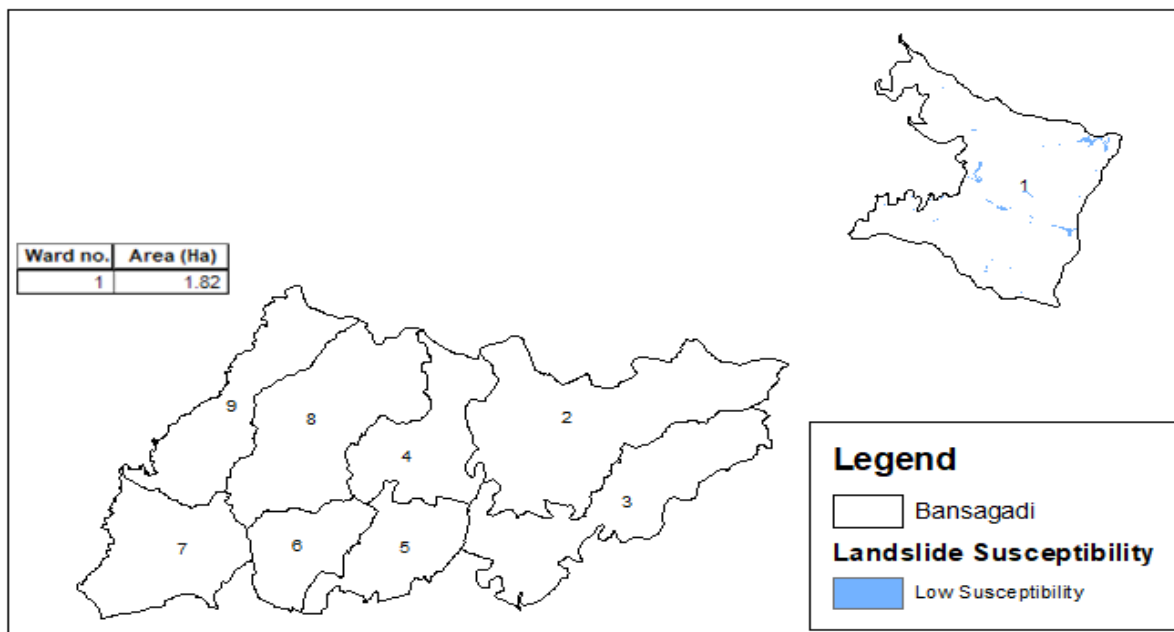 1
Ward no. Area (Ha)
1 1.82
9
8
2
4
3
7
6
5
Legend
Bansagadi
Landslide Susceptibility
Low Susceptibility